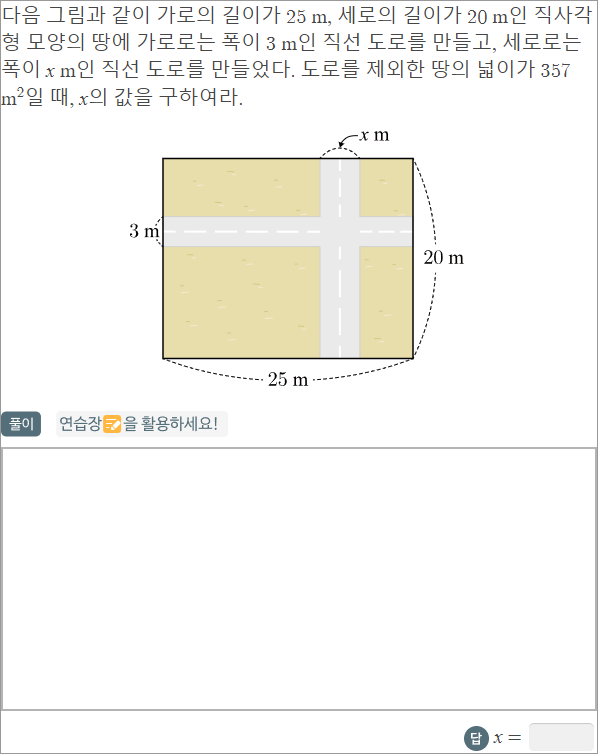 다음 그림과 같이 가로의 길이가 25 m, 세로의 길이가 20 m인 직사각
형 모양의 땅에 가로로는 폭이 3 m인 직선 도로를 만들고, 세로로는
폭이 x m인 직선 도로를 만들었다. 도로를 제외한 땅의 넓이가 357
m²일 때, x의 값을 구하여라.
x m
3 m
20 m
25 m
풀이 연습장을 활용하세요!
답 x =